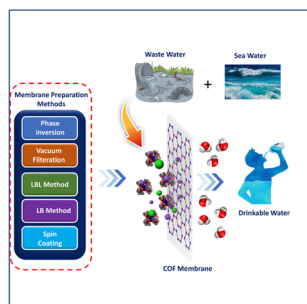 Waste Water
Sea Water
+
Membrane Preparation
Methods
Phase
inversion
Vacuum
Filteration
LBL Method
LB Method
Spin
Coating
COF Membrane
Drinkable Water